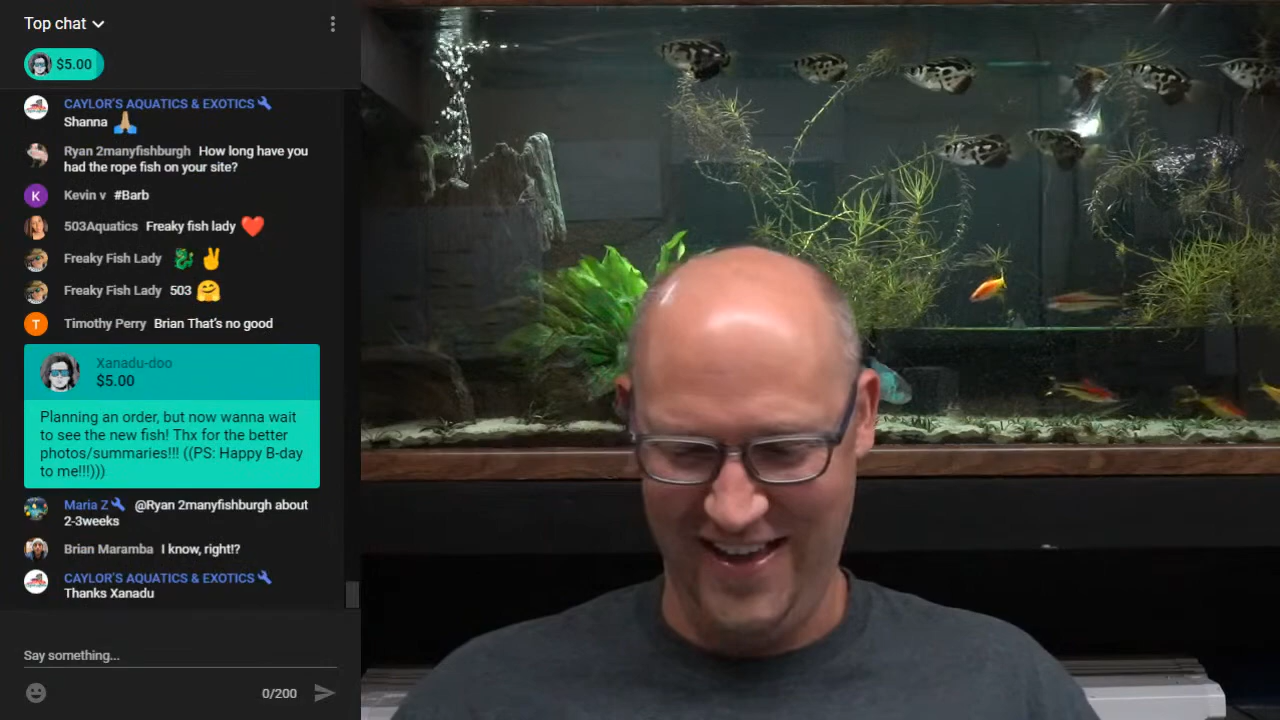 Top chat
$5.00
CAYLOR'S AQUATICS & EXOTICS
Shanna 🙏
Ryan 2manyfishburgh How long have you
had the rope fish on your site?
K Kevin v #Barb
503Aquatics Freaky fish lady ❤️
Freaky Fish Lady 🐉✌️
Freaky Fish Lady 503 🤗
T Timothy Perry Brian That's no good
Xanadu-doo
$5.00
Planning an order, but now wanna wait
to see the new fish! Thx for the better
photos/summaries!!! ((PS: Happy B-day
to me!!!)))
Maria Z @Ryan 2manyfishburgh about
2-3weeks
Brian Maramba I know, right!?
CAYLOR'S AQUATICS & EXOTICS
Thanks Xanadu
Say something...
0/200